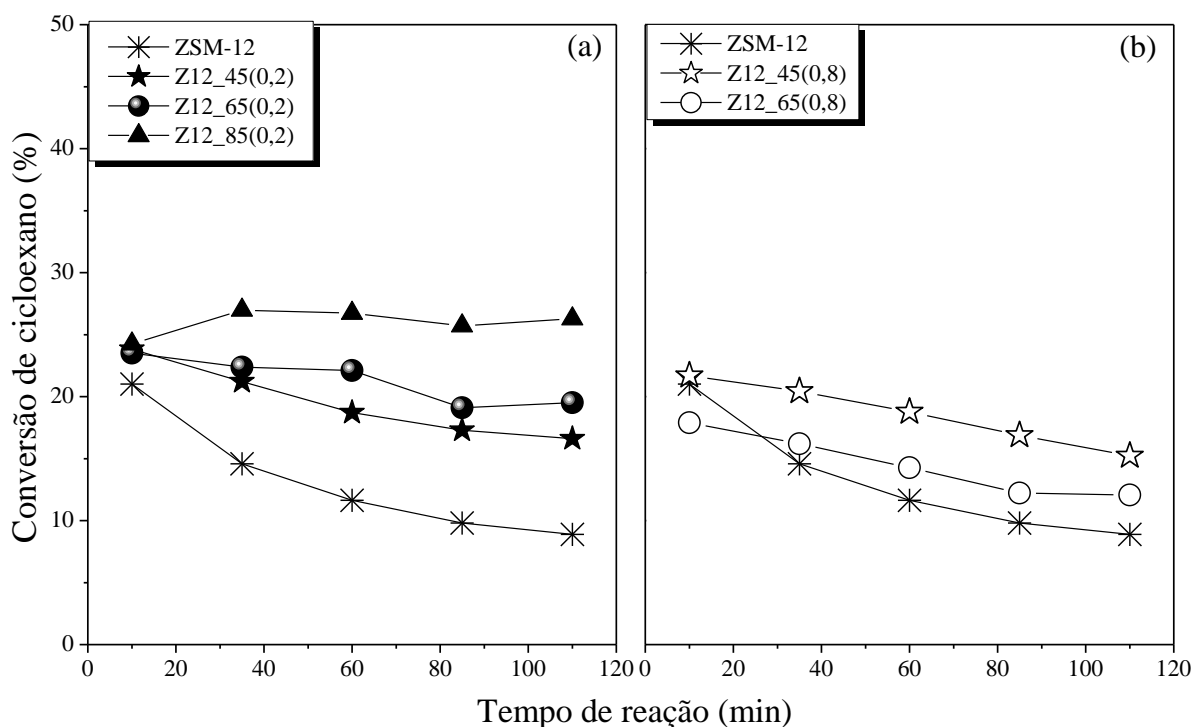 50
40
30
20
10
0
Conversão de cicloexano (%)
ZSM-12
Z12_45(0,2)
Z12_65(0,2)
Z12_85(0,2)
(a)
0 20 40 60 80 100 120
ZSM-12
Z12_45(0,8)
Z12_65(0,8)
(b)
0 20 40 60 80 100 120
Tempo de reação (min)